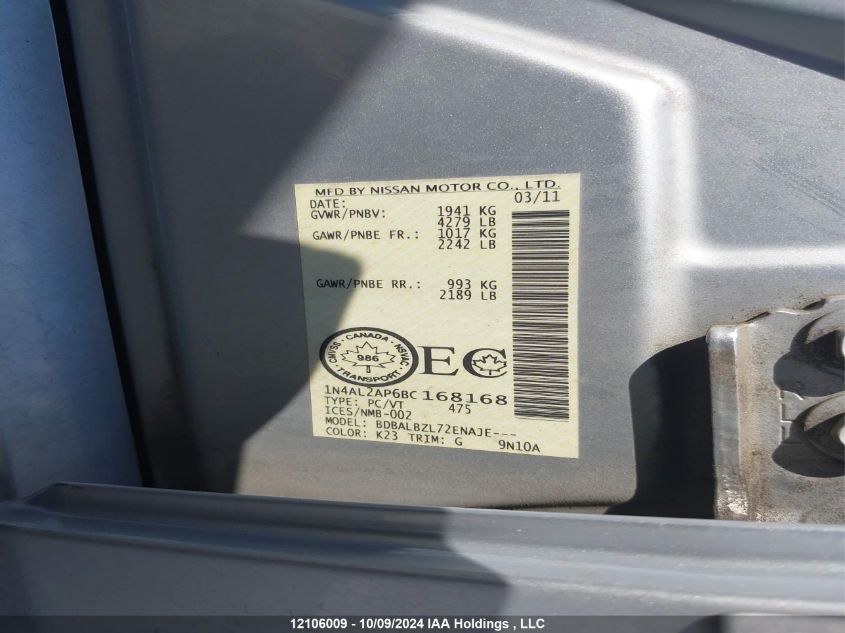 MFD BY NISSAN MOTOR CO., LTD.
DATE: 03/11
GVWR/PNBV: 1941 KG
4279 LB
GAWR/PNBE FR.: 1017 KG
2242 LB
GAWR/PNBE RR.: 993 KG
2189 LB
CMVSS · CANADA · NSVAC
986
TRANSPORT
EC
1N4AL2AP6BC168168
TYPE: PC/VT 475
ICES/NMB-002
MODEL: BDBALBZL72ENAJE---
COLOR: K23 TRIM: G 9N10A
12106009 - 10/09/2024 IAA Holdings , LLC